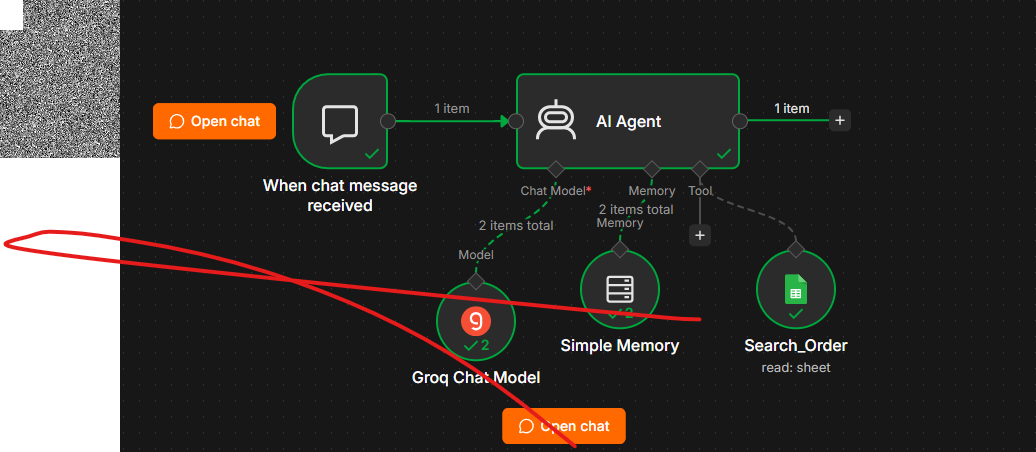 Open chat
1 item
AI Agent
1 item
When chat message
received
Chat Model*
Memory
Tool
2 items total
2 items total
Memory
Model
2
2
Groq Chat Model
Simple Memory
Search_Order
read: sheet
Open chat